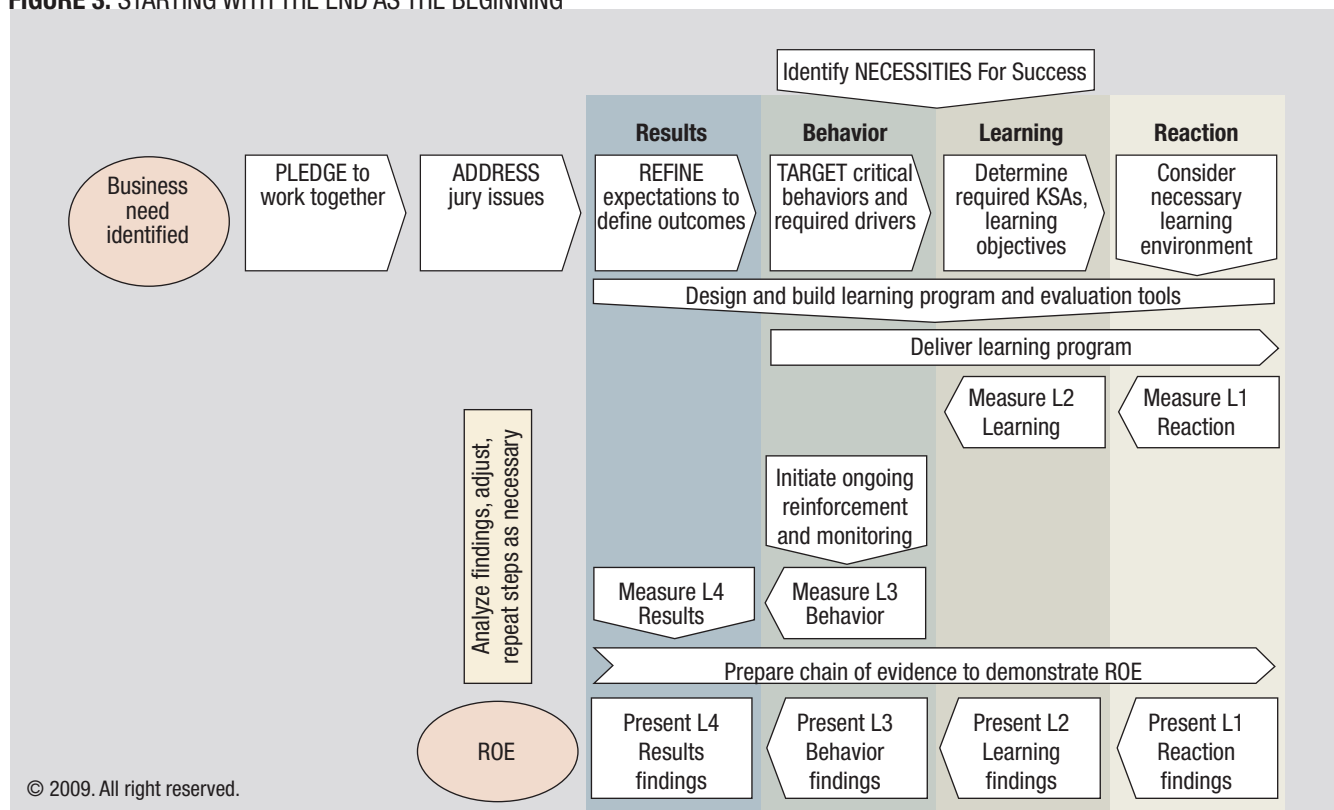 FIGURE 3. STARTING WITH THE END AS THE BEGINNING
Identify NECESSITIES For Success
Results
Behavior
Learning
Reaction
Business
need
identified
PLEDGE to
work together
ADDRESS
jury issues
REFINE
expectations to
define outcomes
TARGET critical
behaviors and
required drivers
Determine
required KSAs,
learning
objectives
Consider
necessary
learning
environment
Design and build learning program and evaluation tools
Deliver learning program
Measure L2
Learning
Measure L1
Reaction
Analyze findings, adjust,
repeat steps as necessary
Initiate ongoing
reinforcement
and monitoring
Measure L4
Results
Measure L3
Behavior
Prepare chain of evidence to demonstrate ROE
ROE
Present L4
Results
findings
Present L3
Behavior
findings
Present L2
Learning
findings
Present L1
Reaction
findings
© 2009. All right reserved.